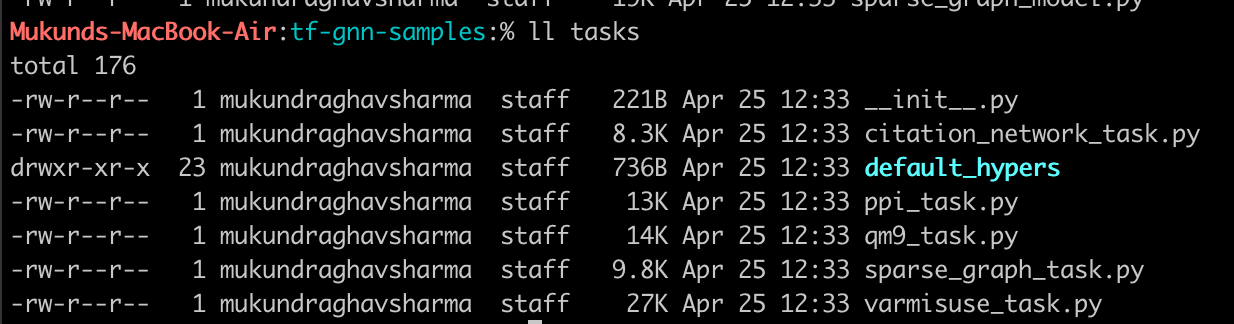 -rw-r--r--   1 mukundraghavsharma  staff    19K Apr 25 12:33 sparse_graph_model.py
Mukunds-MacBook-Air:tf-gnn-samples:% ll tasks
total 176
-rw-r--r--   1 mukundraghavsharma  staff   221B Apr 25 12:33 __init__.py
-rw-r--r--   1 mukundraghavsharma  staff   8.3K Apr 25 12:33 citation_network_task.py
drwxr-xr-x  23 mukundraghavsharma  staff   736B Apr 25 12:33 default_hypers
-rw-r--r--   1 mukundraghavsharma  staff    13K Apr 25 12:33 ppi_task.py
-rw-r--r--   1 mukundraghavsharma  staff    14K Apr 25 12:33 qm9_task.py
-rw-r--r--   1 mukundraghavsharma  staff   9.8K Apr 25 12:33 sparse_graph_task.py
-rw-r--r--   1 mukundraghavsharma  staff    27K Apr 25 12:33 varmisuse_task.py